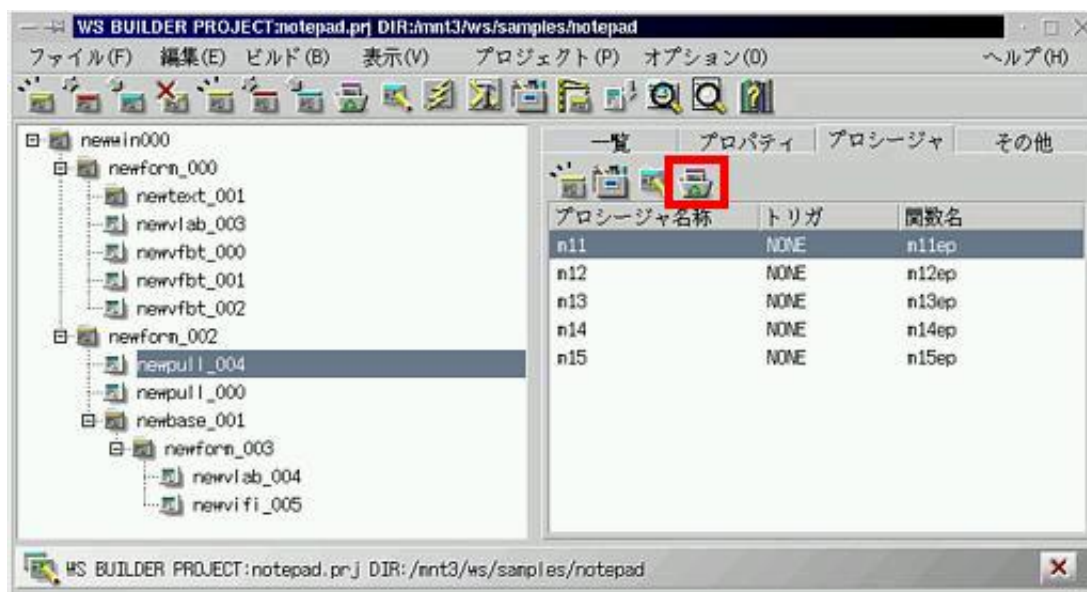 WS BUILDER PROJECT:notepad.prj DIR:/mnt3/ws/samples/notepad
ファイル(F) 編集(E) ビルド(B) 表示(V) プロジェクト(P) オプション(O) ヘルプ(H)
newwin000
newform_000
newtext_001
newvlab_003
newvfbt_000
newvfbt_001
newvfbt_002
newform_002
newpull_004
newpull_000
newbase_001
newform_003
newvlab_004
newvifi_005
一覧 プロパティ プロシージャ その他
プロシージャ名称 トリガ 関数名
m11 NONE m11ep
m12 NONE m12ep
m13 NONE m13ep
m14 NONE m14ep
m15 NONE m15ep
WS BUILDER PROJECT:notepad.prj DIR:/mnt3/ws/samples/notepad